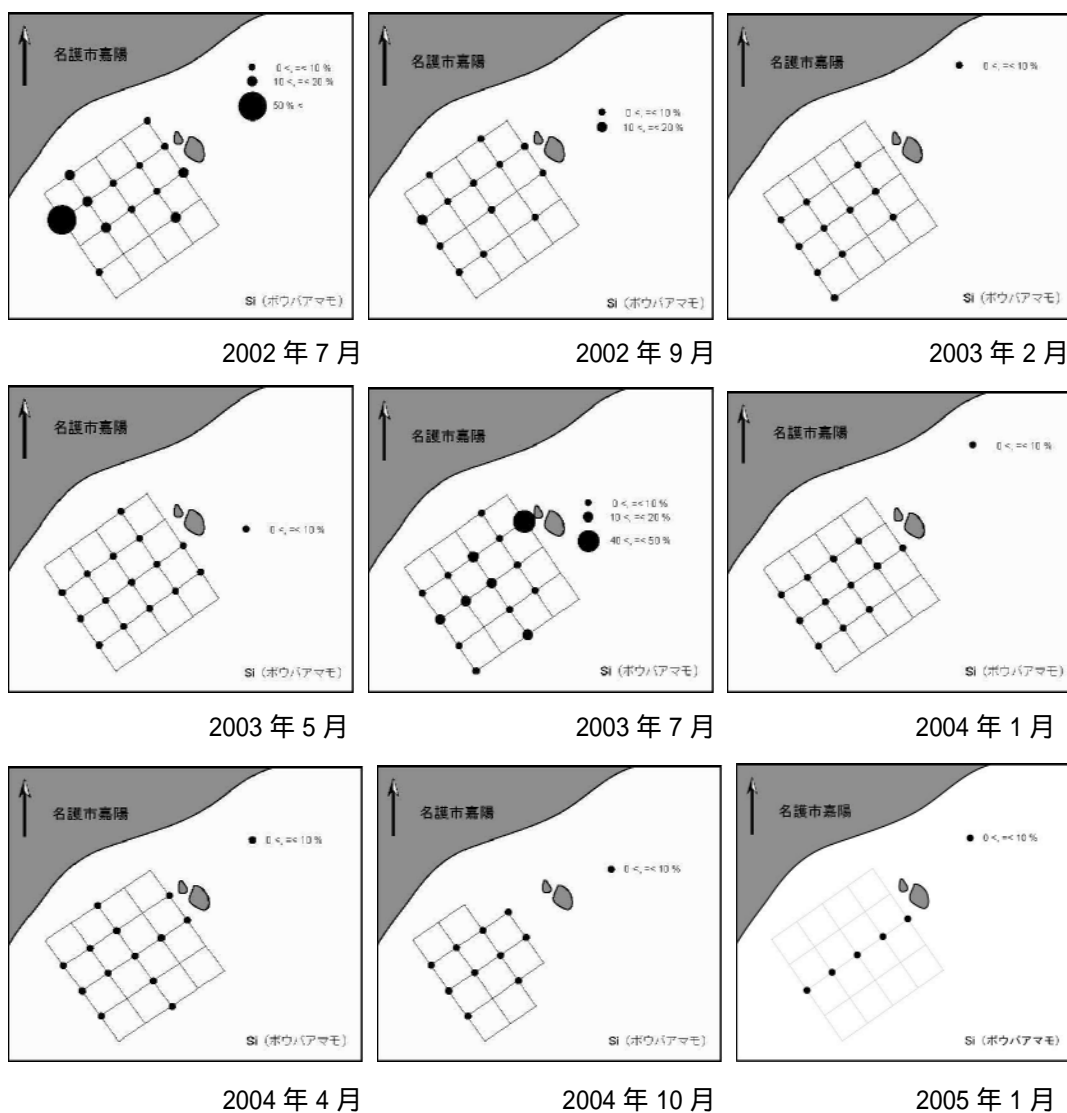 名護市嘉陽
0 <, =< 10 %
10 <, =< 20 %
50 % <
Si (ボウバアマモ)
2002 年 7 月
名護市嘉陽
0 <, =< 10 %
10 <, =< 20 %
Si (ボウバアマモ)
2002 年 9 月
名護市嘉陽
0 <, =< 10 %
Si (ボウバアマモ)
2003 年 2 月
名護市嘉陽
0 <, =< 10 %
Si (ボウバアマモ)
2003 年 5 月
名護市嘉陽
0 <, =< 10 %
10 <, =< 20 %
40 <, =< 50 %
Si (ボウバアマモ)
2003 年 7 月
名護市嘉陽
0 <, =< 10 %
Si (ボウバアマモ)
2004 年 1 月
名護市嘉陽
0 <, =< 10 %
Si (ボウバアマモ)
2004 年 4 月
名護市嘉陽
0 <, =< 10 %
Si (ボウバアマモ)
2004 年 10 月
名護市嘉陽
0 <, =< 10 %
Si (ボウバアマモ)
2005 年 1 月